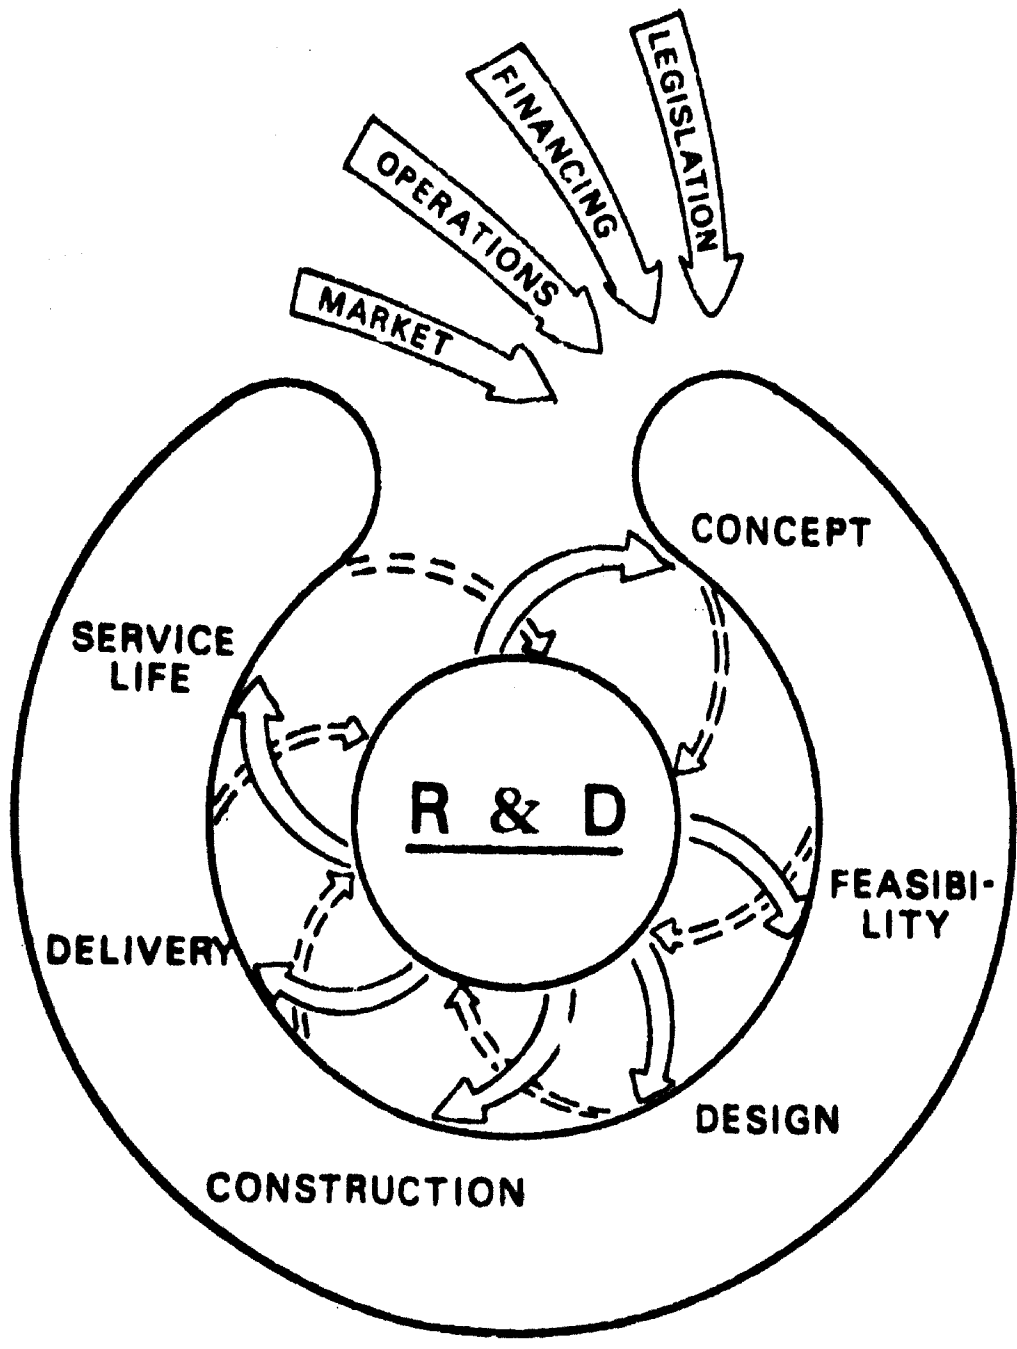 LEGISLATION
FINANCING
OPERATIONS
MARKET
CONCEPT
SERVICE
LIFE
R & D
FEASIBI-
LITY
DELIVERY
DESIGN
CONSTRUCTION